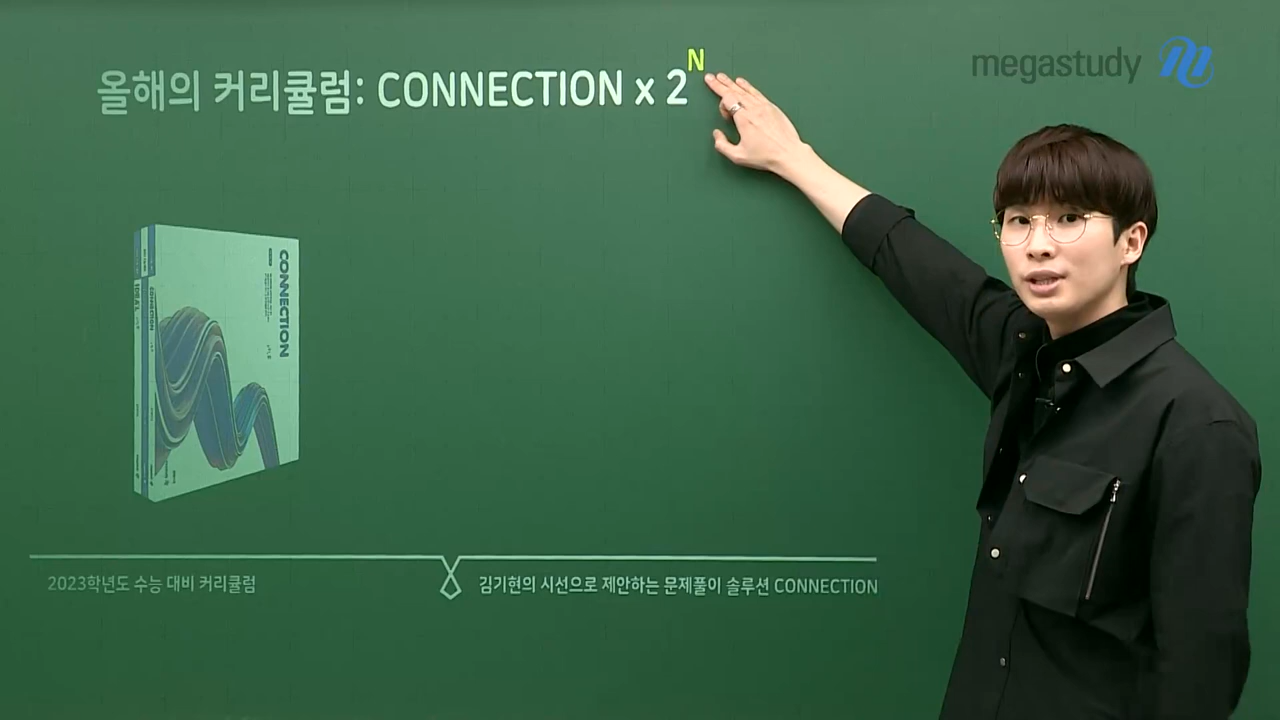 올해의 커리큘럼: CONNECTION x 2^N
megastudy
CONNECTION
CONNECTION
2023학년도 수능 대비 커리큘럼
김기현의 시선으로 제안하는 문제풀이 솔루션 CONNECTION